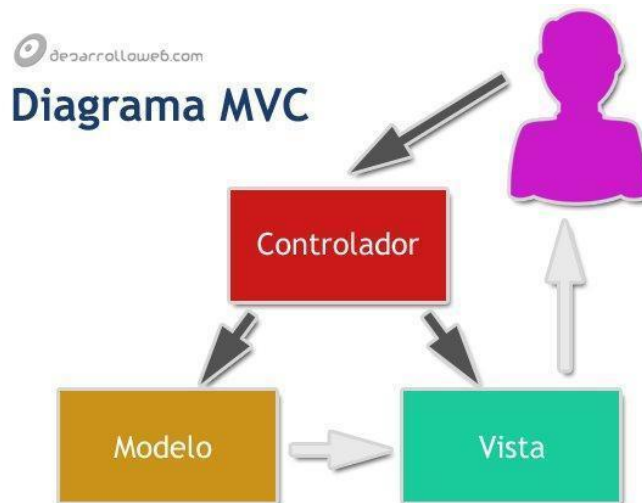 desarrolloweb.com
Diagrama MVC
Controlador
Modelo
Vista